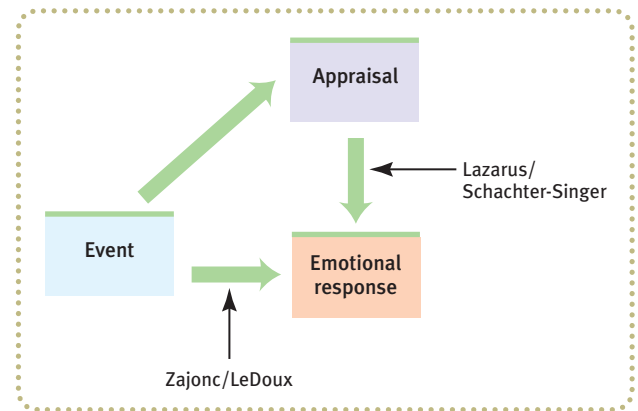 Appraisal
Lazarus/
Schachter-Singer
Event
Emotional
response
Zajonc/LeDoux